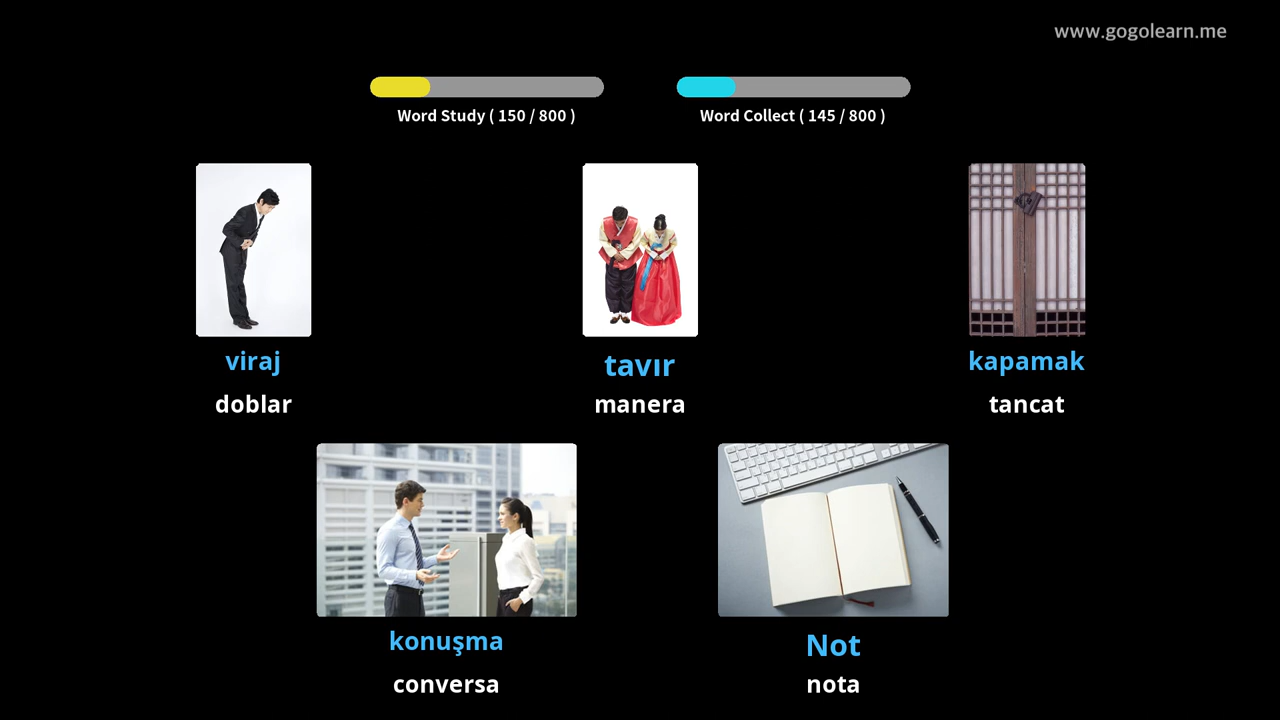 www.gogolearn.me
Word Study ( 150 / 800 )
Word Collect ( 145 / 800 )
viraj
doblar
tavır
manera
kapamak
tancat
konuşma
conversa
Not
nota